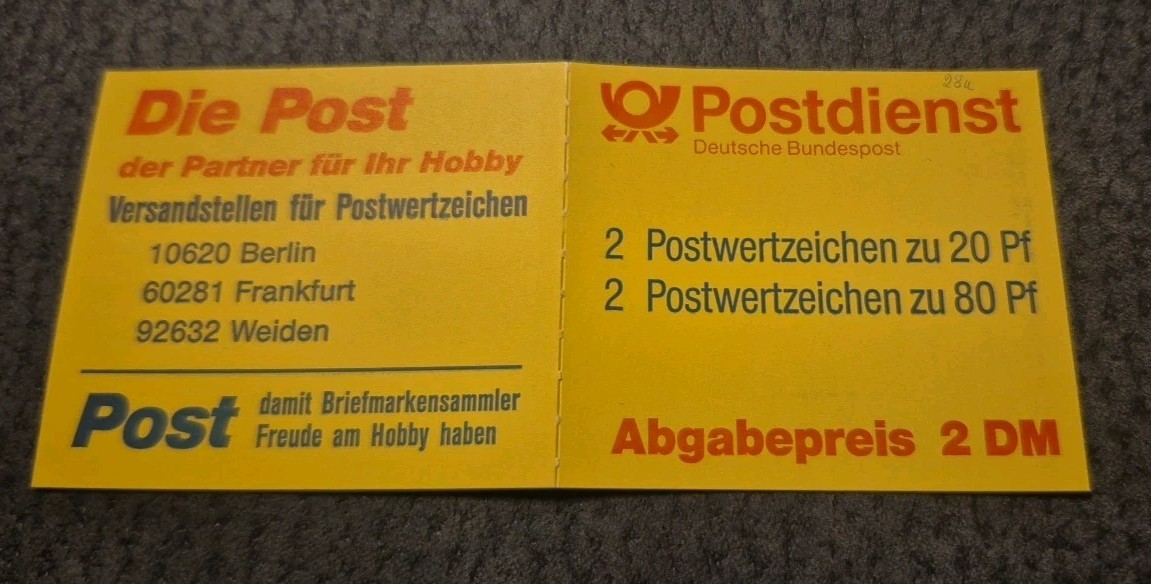 Die Post
der Partner für Ihr Hobby
Versandstellen für Postwertzeichen
10620 Berlin
60281 Frankfurt
92632 Weiden
Post damit Briefmarkensammler
Freude am Hobby haben
Postdienst
Deutsche Bundespost
2 Postwertzeichen zu 20 Pf
2 Postwertzeichen zu 80 Pf
Abgabepreis 2 DM